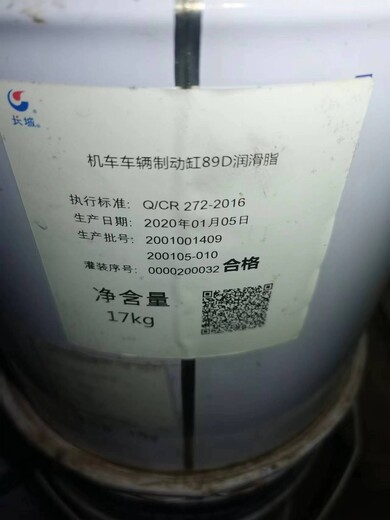 长城
机车车辆制动缸89D润滑脂
执行标准: Q/CR 272-2016
生产日期: 2020年01月05日
生产批号: 2001001409
200105-010
灌装序号: 0000200032 合格
净含量
17kg